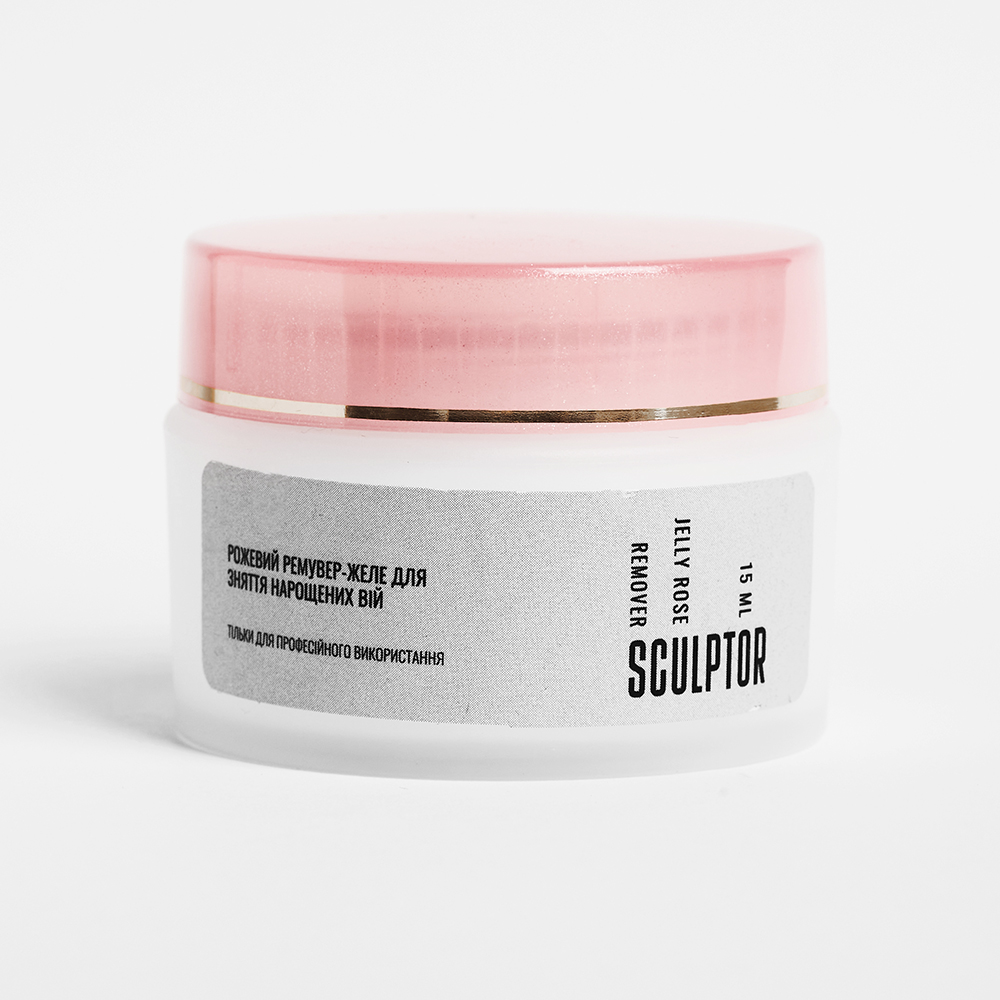 РОЖЕВИЙ РЕМУВЕР-ЖЕЛЕ ДЛЯ
ЗНЯТТЯ НАРОЩЕНИХ ВІЙ
ТІЛЬКИ ДЛЯ ПРОФЕСІЙНОГО ВИКОРИСТАННЯ
JELLY ROSE
REMOVER
15 ML
SCULPTOR